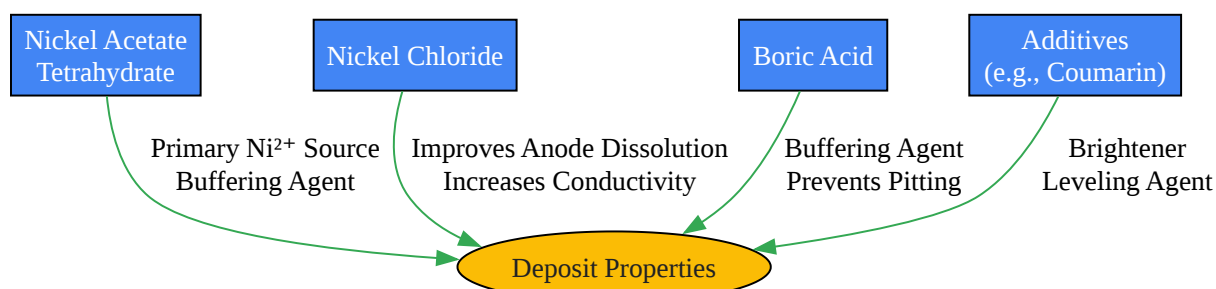 Nickel Acetate
Tetrahydrate
Nickel Chloride
Boric Acid
Additives
(e.g., Coumarin)
Primary Ni²⁺ Source
Buffering Agent
Improves Anode Dissolution
Increases Conductivity
Buffering Agent
Prevents Pitting
Brightener
Leveling Agent
Deposit Properties